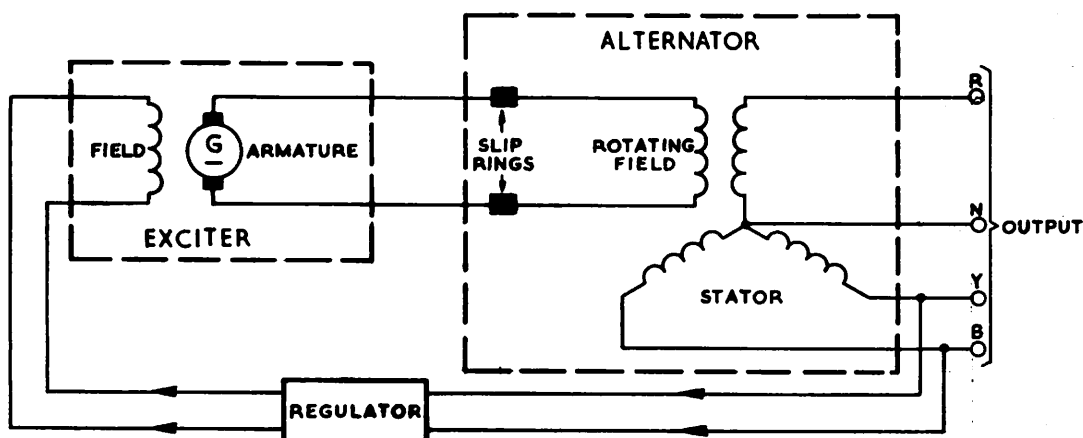 ALTERNATOR
R
FIELD
G
ARMATURE
SLIP
RINGS
ROTATING
FIELD
N
OUTPUT
EXCITER
Y
STATOR
B
REGULATOR